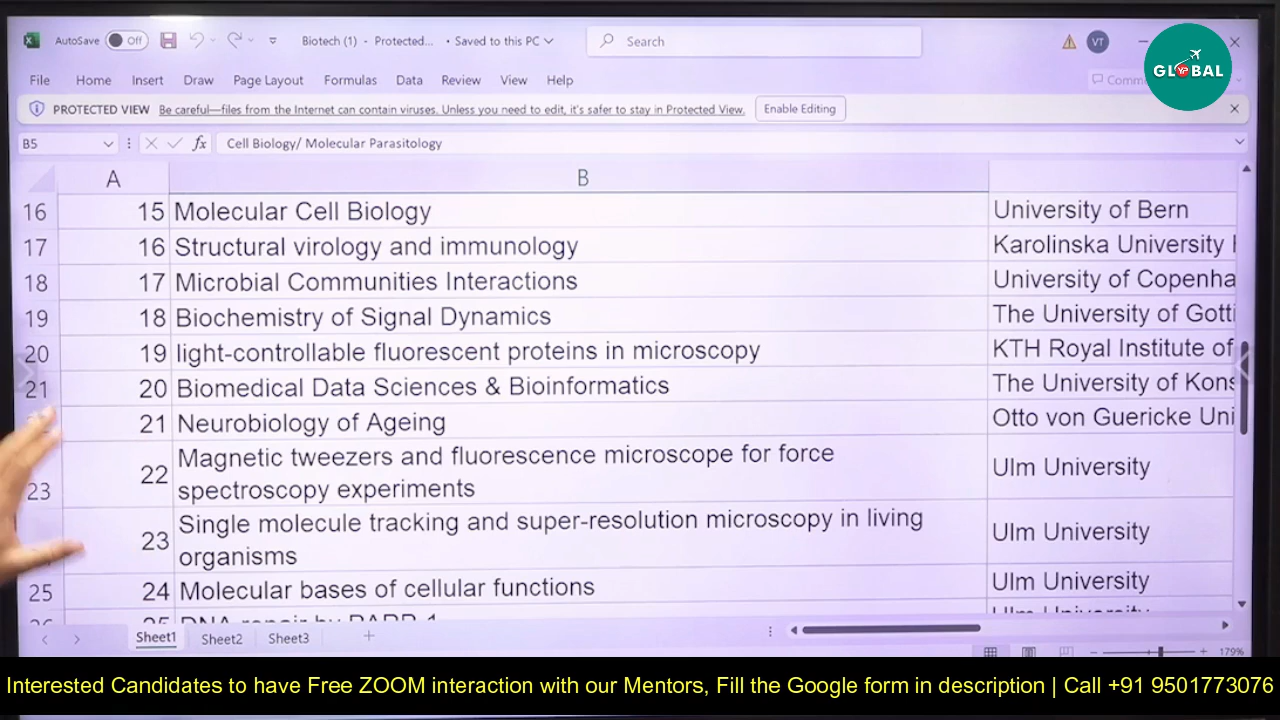 AutoSave Off Biotech (1) - Protected... • Saved to this PC Search VT
GL YP BAL
File Home Insert Draw Page Layout Formulas Data Review View Help
PROTECTED VIEW Be careful—files from the Internet can contain viruses. Unless you need to edit, it's safer to stay in Protected View. Enable Editing
B5 fx Cell Biology/ Molecular Parasitology
A B
16 15 Molecular Cell Biology University of Bern
17 16 Structural virology and immunology Karolinska University
18 17 Microbial Communities Interactions University of Copenha
19 18 Biochemistry of Signal Dynamics The University of Gotti
20 19 light-controllable fluorescent proteins in microscopy KTH Royal Institute of
21 20 Biomedical Data Sciences & Bioinformatics The University of Kons
21 Neurobiology of Ageing Otto von Guericke Uni
23 22 Magnetic tweezers and fluorescence microscope for force Ulm University
spectroscopy experiments
23 Single molecule tracking and super-resolution microscopy in living Ulm University
organisms
25 24 Molecular bases of cellular functions Ulm University
Sheet1 Sheet2 Sheet3
179%
Interested Candidates to have Free ZOOM interaction with our Mentors, Fill the Google form in description | Call +91 9501773076